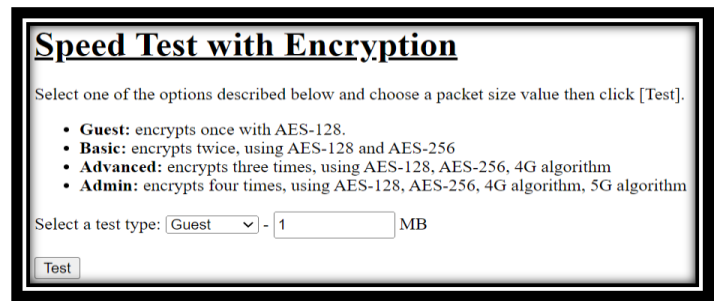 Speed Test with Encryption
Select one of the options described below and choose a packet size value then click [Test].
• Guest: encrypts once with AES-128.
• Basic: encrypts twice, using AES-128 and AES-256
• Advanced: encrypts three times, using AES-128, AES-256, 4G algorithm
• Admin: encrypts four times, using AES-128, AES-256, 4G algorithm, 5G algorithm
Select a test type: Guest - 1 MB
Test